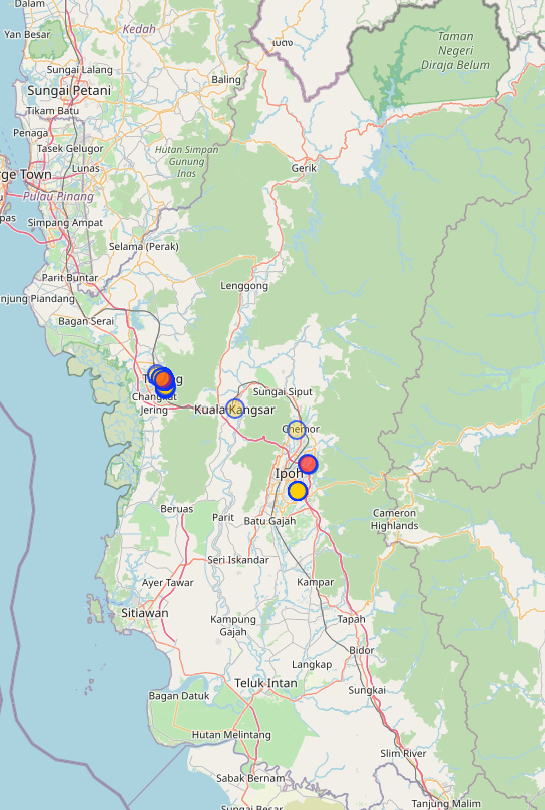 Dalam
Kedah
Yan Besar
เบตง
Taman
Negeri
Diraja Belum
Sungai Lalang
Baling
Sungai Petani
Tikam Batu
Penaga
Tasek Gelugor
Hutan Simpan
Gunung
Inas
Lunas
Gerik
rge Town
Pulau Pinang
pas
Simpang Ampat
Selama (Perak)
Parit Buntar
Lenggong
njung Piandang
Bagan Serai
T
g
Changkat
Jering
Sungai Siput
Kuala Kangsar
Chemor
Ipoh
Beruas
Parit
Batu Gajah
Cameron
Highlands
Seri Iskandar
Ayer Tawar
Kampar
Sitiawan
Kampung
Gajah
Tapah
Bidor
Langkap
Teluk Intan
Sungkai
Bagan Datuk
Hutan Melintang
Slim River
Sabak Bernam
Tanjung Malim
Sungai Besar